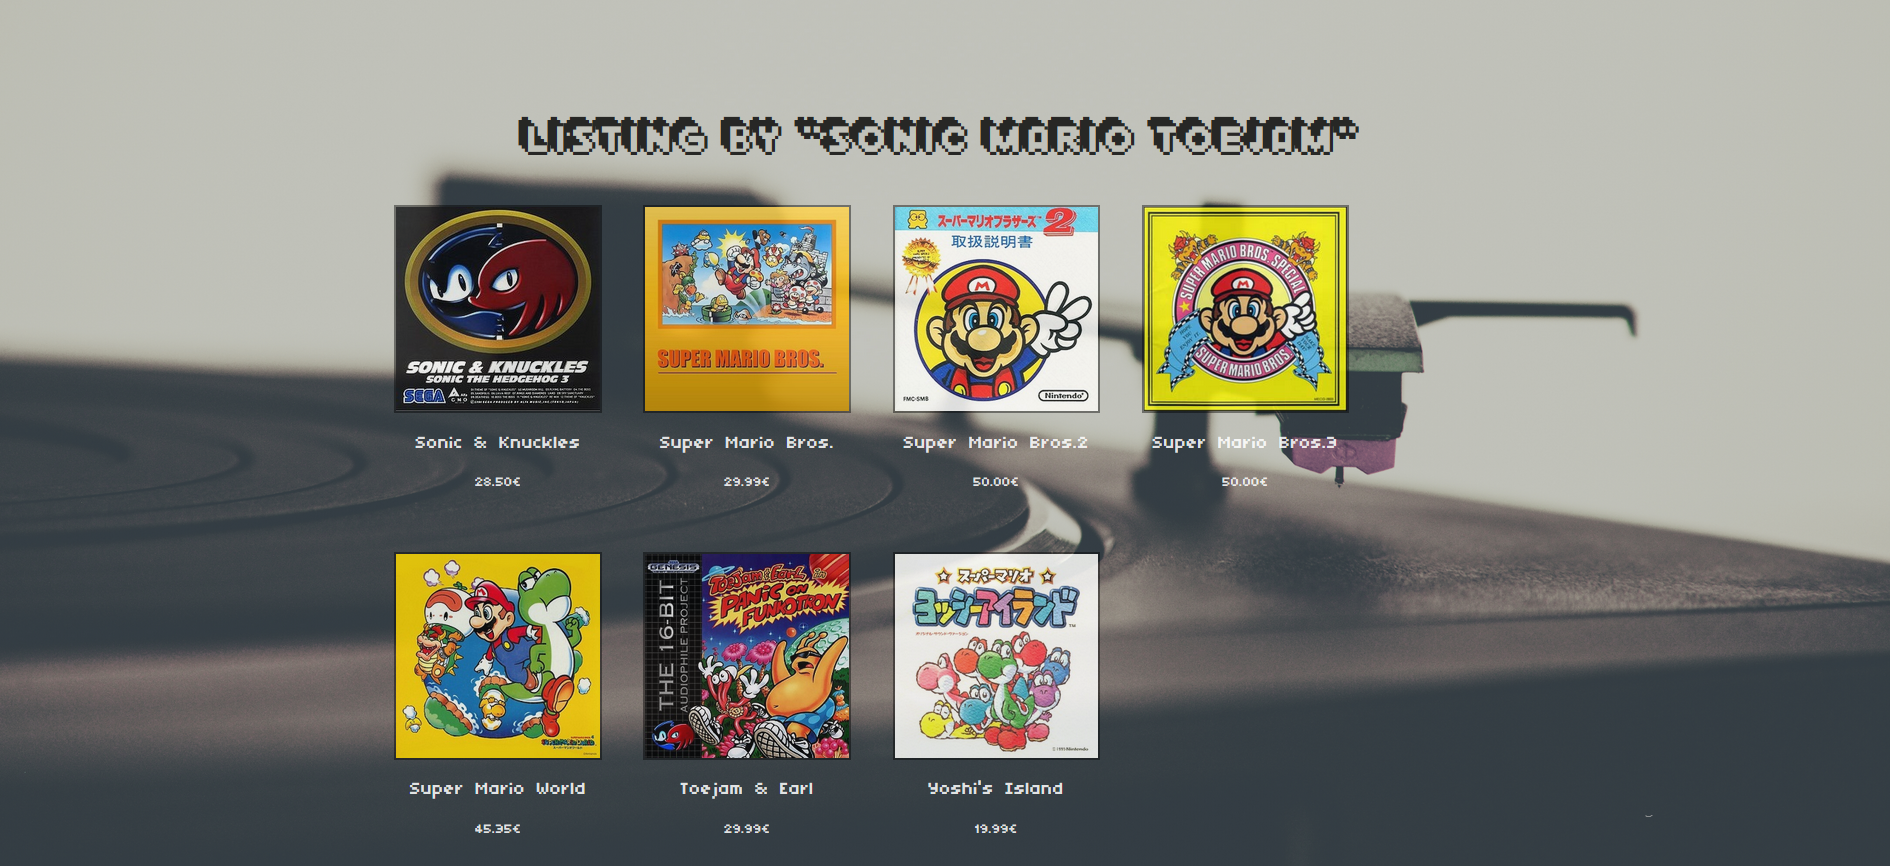 LISTING BY "SONIC MARIO TOEJAM"
SONIC & KNUCKLES
SONIC THE HEDGEHOG 3
SEGA
SUPER MARIO BROS.
スーパーマリオブラザーズ 2
取扱説明書
FMC-SMB
Nintendo
SUPER MARIO BROS. SPECIAL
SUPER MARIO BROS.
Sonic & Knuckles
Super Mario Bros.
Super Mario Bros.2
Super Mario Bros.3
28.50€
29.99€
50.00€
50.00€
GENESIS
THE 16-BIT
AUDIOPHILE PROJECT
ToeJam & Earl in
PANIC ON
FUNKOTRON
スーパーマリオ
ヨッシーアイランド
TM
© 1995 Nintendo
Super Mario World
Toejam & Earl
Yoshi's Island
45.35€
29.99€
19.99€